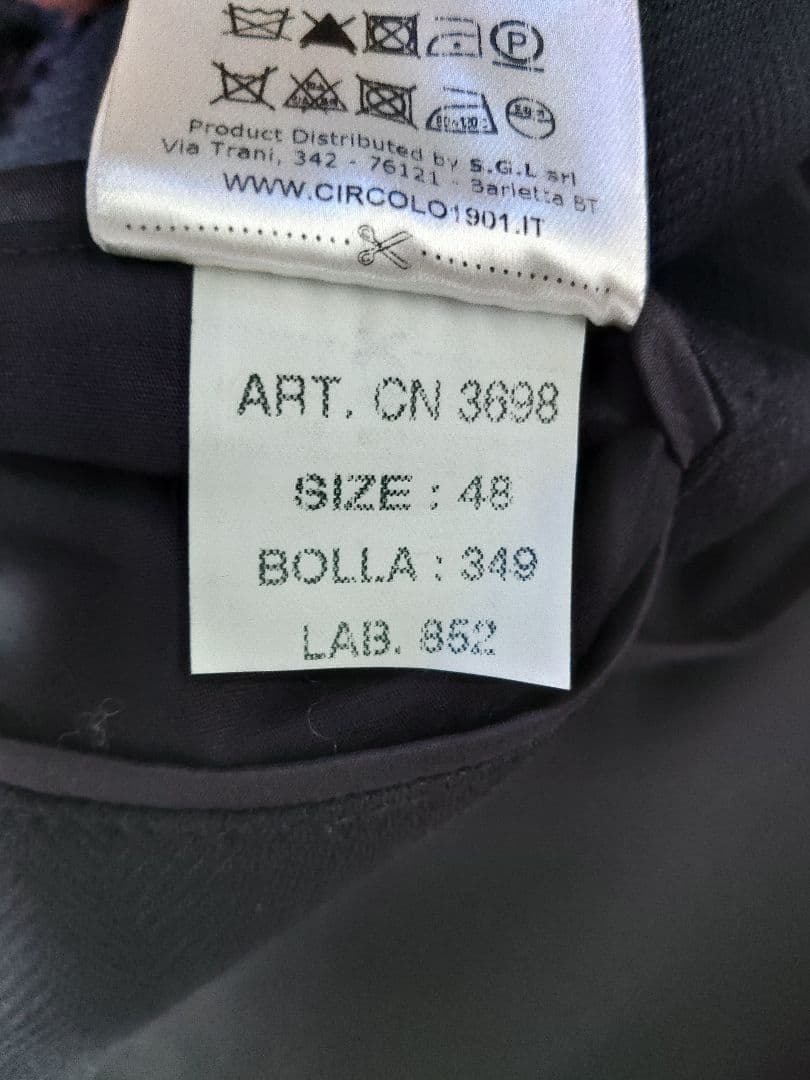 P
Product Distributed by S.G.L srl
Via Trani, 342 - 76121 - Barletta BT
WWW.CIRCOLO1901.IT
ART. CN 3698
SIZE : 48
BOLLA : 349
LAB. 852